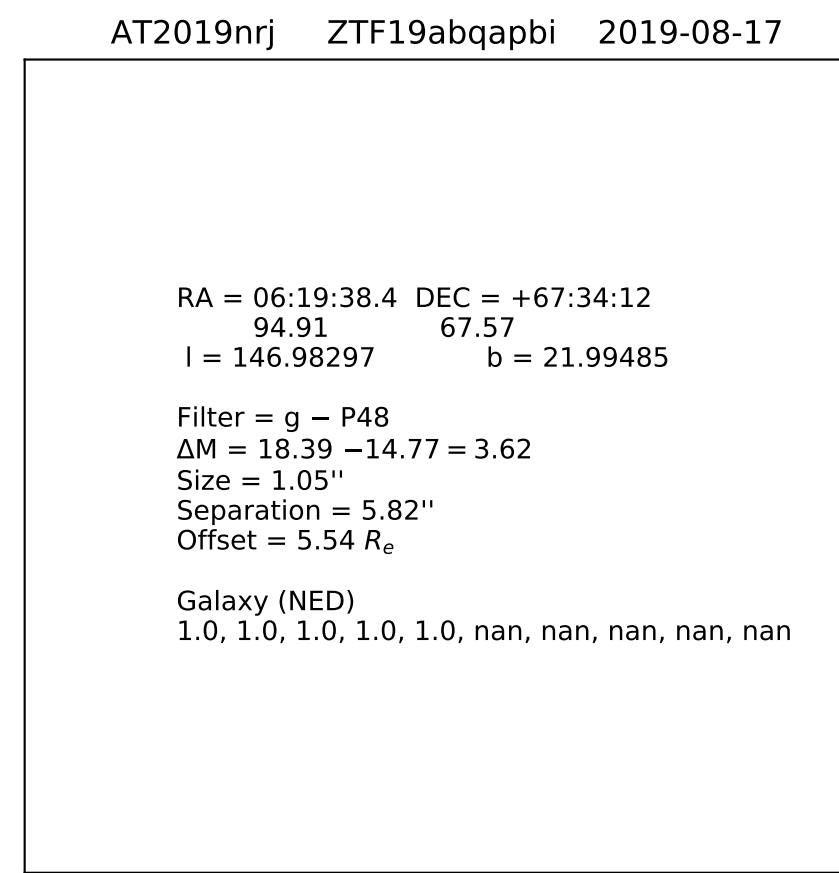 AT2019nrj ZTF19abqapbi 2019-08-17
RA = 06:19:38.4 DEC = +67:34:12
94.91 67.57
l = 146.98297 b = 21.99485
Filter = g − P48
ΔM = 18.39 −14.77 = 3.62
Size = 1.05''
Separation = 5.82''
Offset = 5.54 Re
Galaxy (NED)
1.0, 1.0, 1.0, 1.0, 1.0, nan, nan, nan, nan, nan